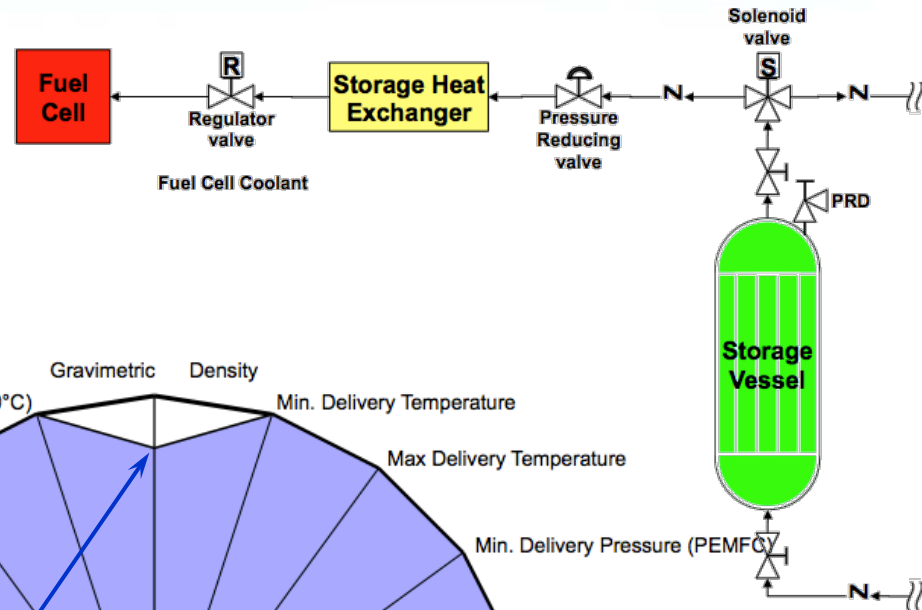 Solenoid
valve
S
R
Fuel
Cell
Storage Heat
Exchanger
N
N
Regulator
valve
Pressure
Reducing
valve
Fuel Cell Coolant
PRD
Storage
Vessel
Gravimetric Density
°C)
Min. Delivery Temperature
Max Delivery Temperature
Min. Delivery Pressure (PEMFC)
N